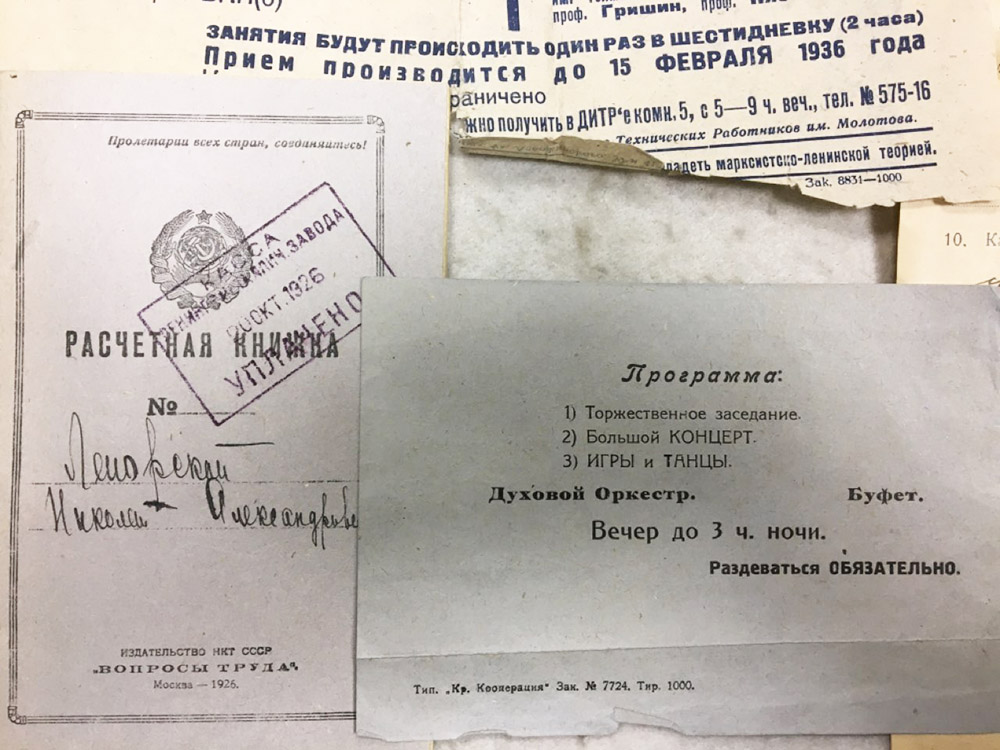 проф. Гришин, проф.
ЗАНЯТИЯ БУДУТ ПРОИСХОДИТЬ ОДИН РАЗ В ШЕСТИДНЕВКУ (2 часа)
Прием производится до 15 ФЕВРАЛЯ 1936 года
раничено
жно получить в ДИТР'е комн. 5, с 5—9 ч. веч., тел. № 575-16
Технических Работников им. Молотова.
ладеть марксистско-ленинской теорией.
Зак. 8831—1000
Пролетарии всех стран, соединяйтесь!
КАССА
ЗАВОДА
20 ОКТ. 1926
УПЛАЧЕНО
РАСЧЕТНАЯ КНИЖКА
№
Николай Александрове
ИЗДАТЕЛЬСТВО НКТ СССР
„ВОПРОСЫ ТРУДА“,
Москва — 1926.
10. К
Программа:
1) Торжественное заседание.
2) Большой КОНЦЕРТ.
3) ИГРЫ и ТАНЦЫ.
Духовой Оркестр. Буфет.
Вечер до 3 ч. ночи.
Раздеваться ОБЯЗАТЕЛЬНО.
Тип. „Кр. Кооперация“ Зак. № 7724. Тир. 1000.